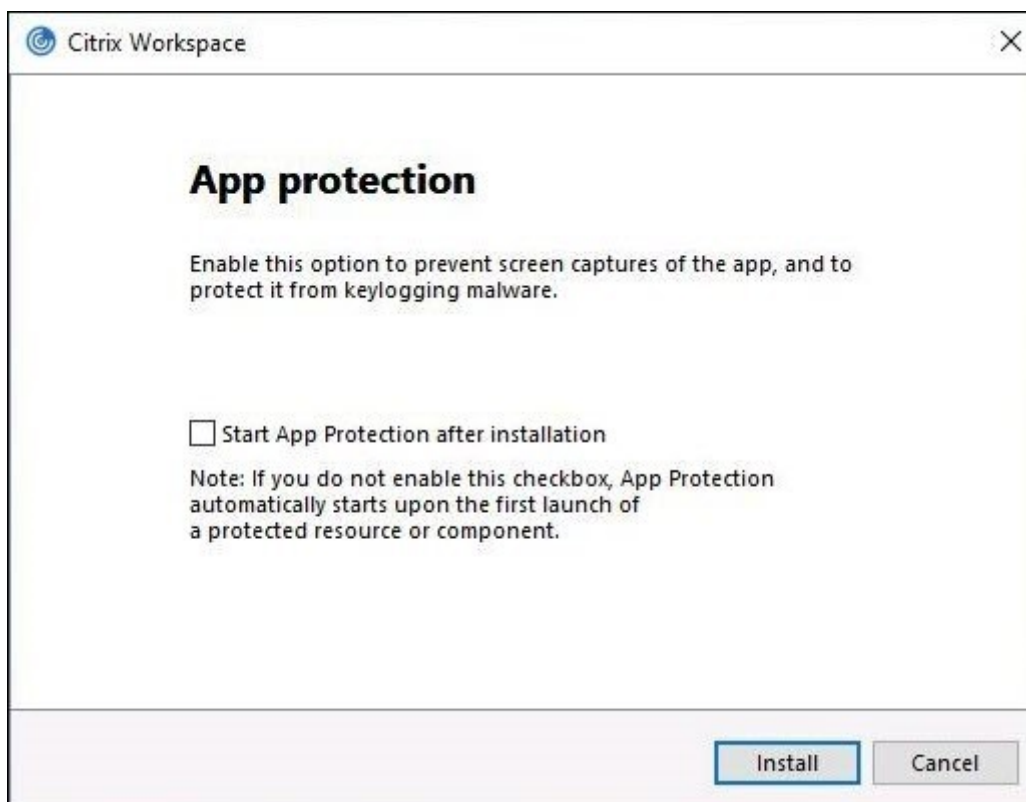 Citrix Workspace
App protection
Enable this option to prevent screen captures of the app, and to
protect it from keylogging malware.
Start App Protection after installation
Note: If you do not enable this checkbox, App Protection
automatically starts upon the first launch of
a protected resource or component.
Install
Cancel